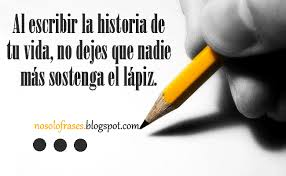 Al escribir la historia de
tu vida, no dejes que nadie
más sostenga el lápiz.
nosolofrases.blogspot.com